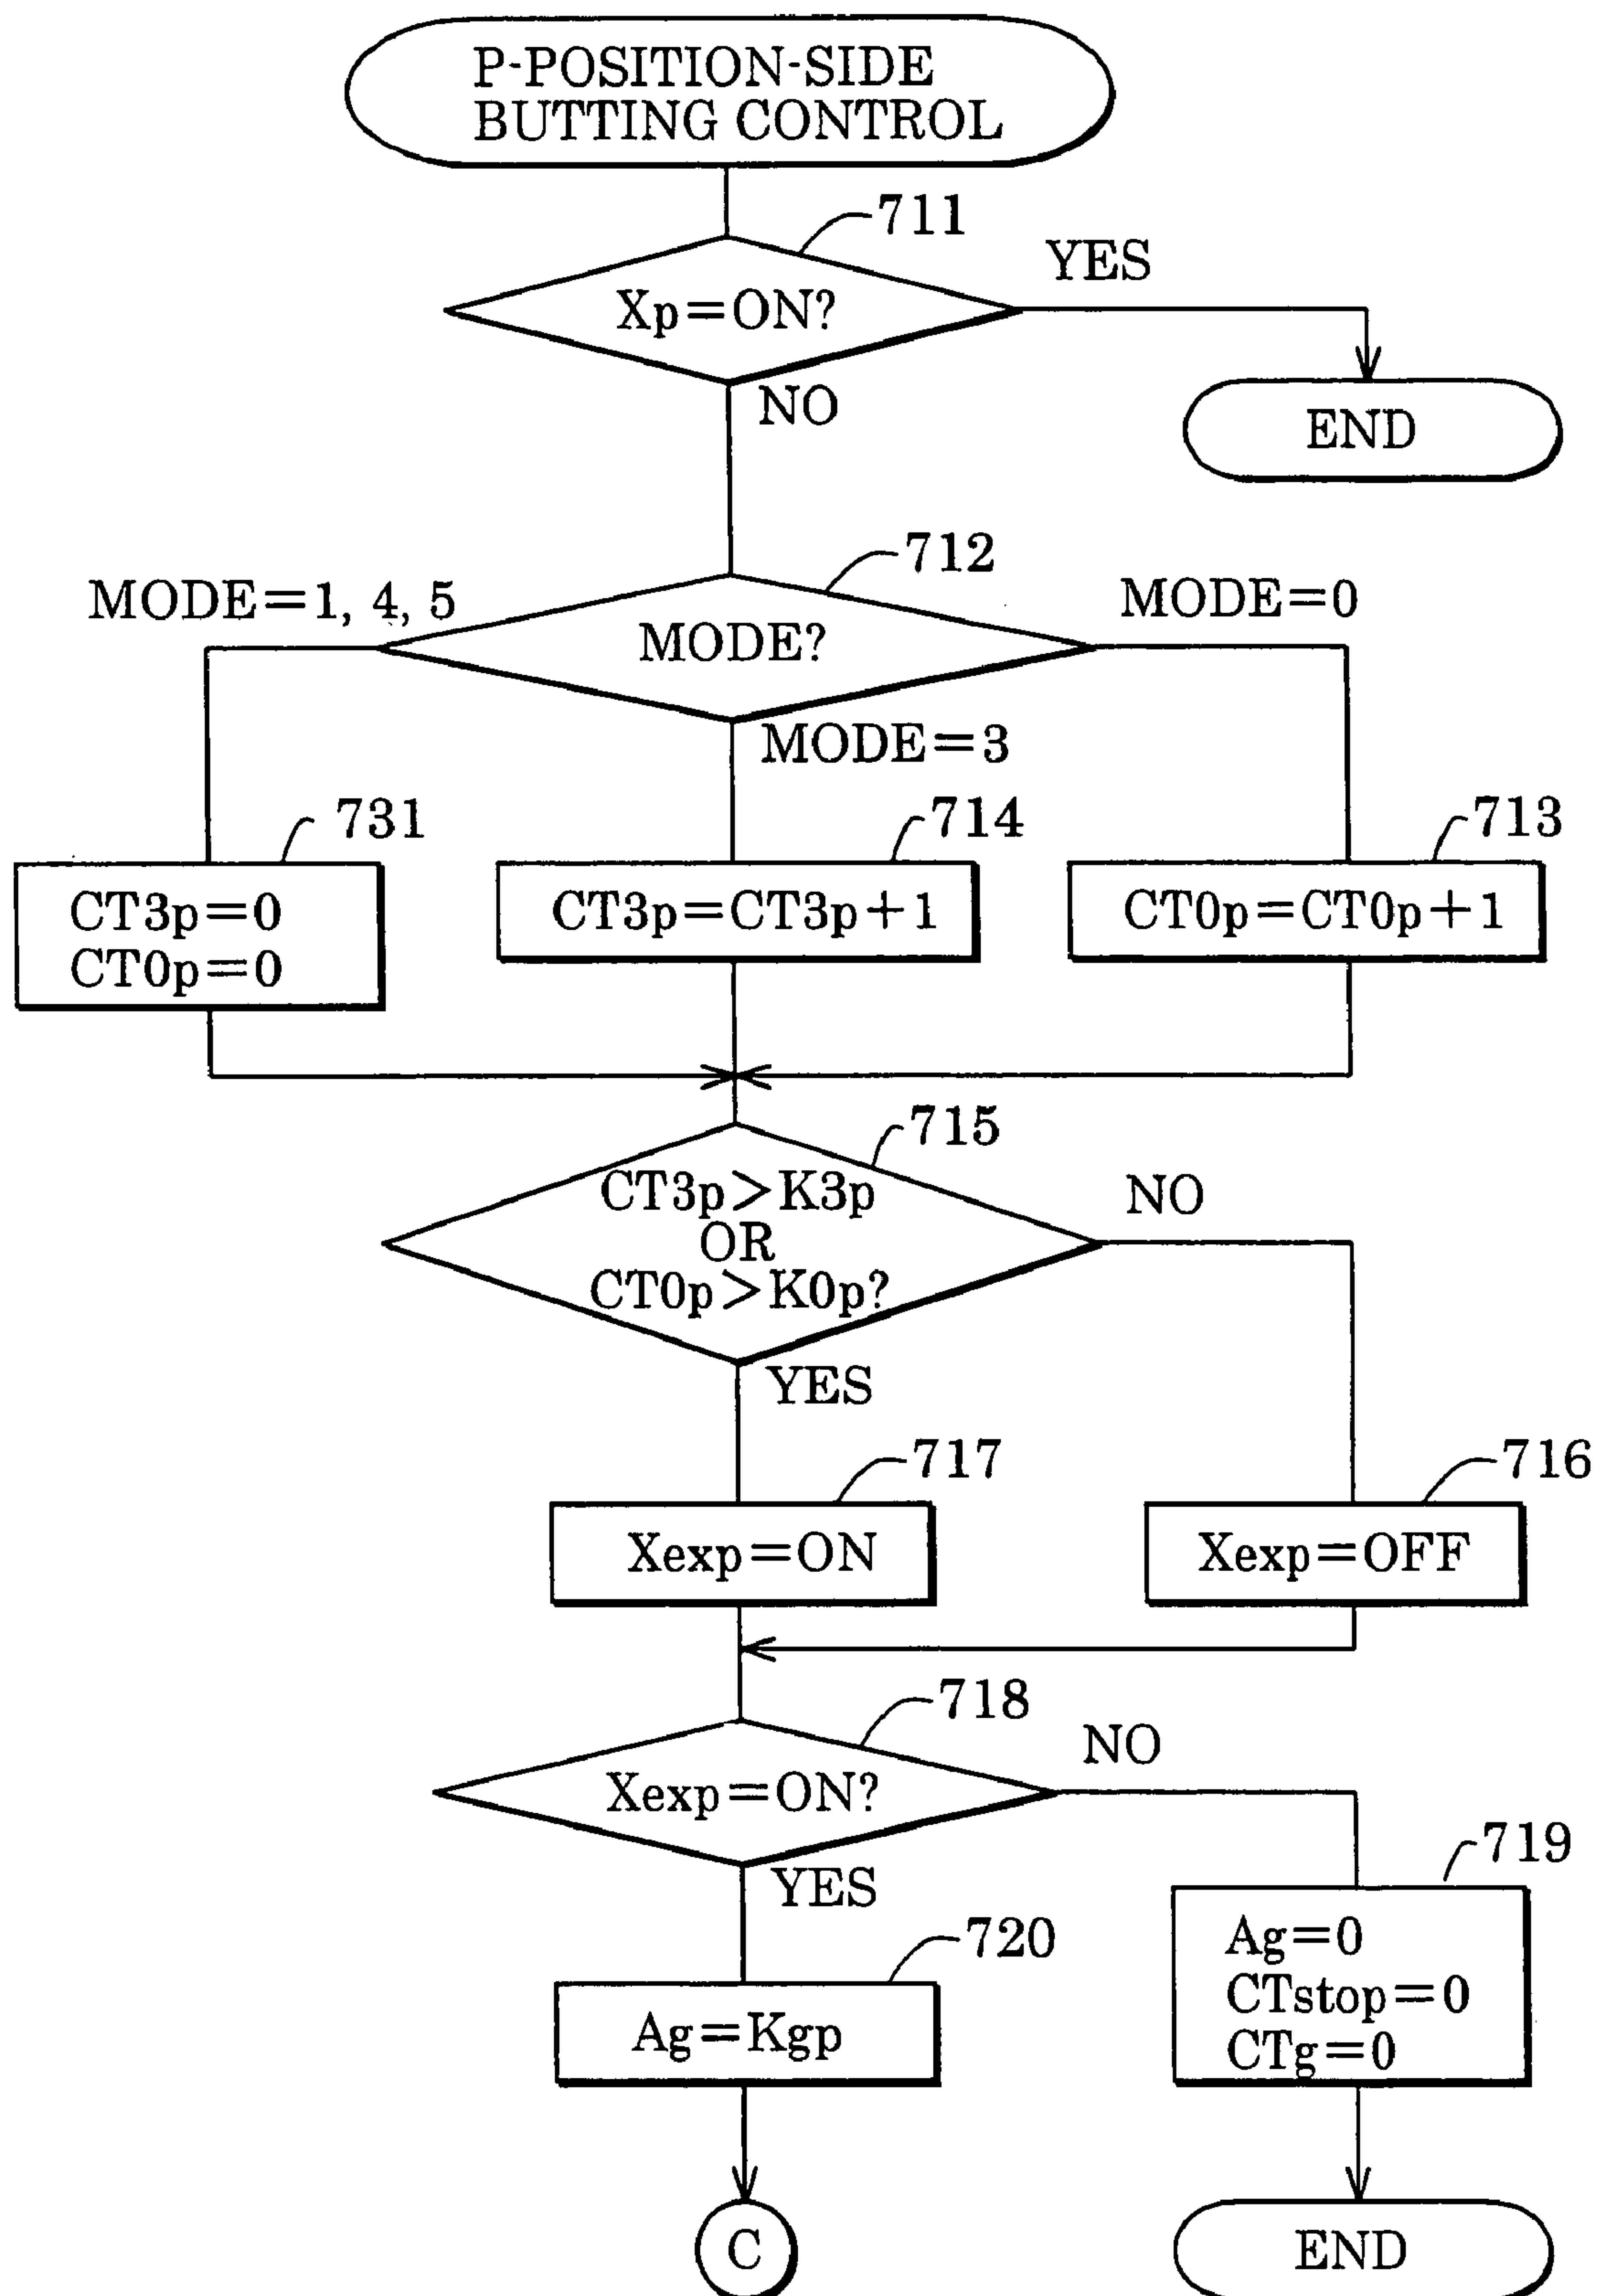 P-POSITION-SIDE
BUTTING CONTROL
711
YES
Xp=ON?
END
NO
712
MODE=1, 4, 5
MODE=0
MODE?
MODE=3
731
714
713
CT3p=0
CT0p=0
CT3p=CT3p+1
CT0p=CT0p+1
715
CT3p>K3p
OR
CT0p>K0p?
NO
YES
717
716
Xexp=ON
Xexp=OFF
718
NO
Xexp=ON?
YES
719
720
Ag=0
CTstop=0
CTg=0
Ag=Kgp
C
END